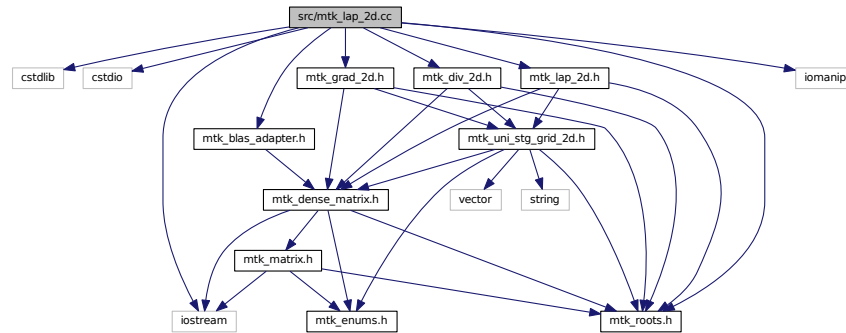 src/mtk_lap_2d.cc
cstdlib
cstdio
mtk_grad_2d.h
mtk_div_2d.h
mtk_lap_2d.h
iomanip
mtk_blas_adapter.h
mtk_uni_stg_grid_2d.h
mtk_dense_matrix.h
vector
string
mtk_matrix.h
iostream
mtk_enums.h
mtk_roots.h